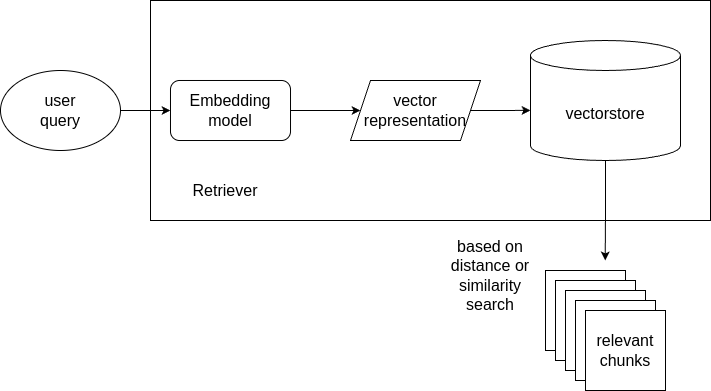 user
query
Embedding
model
vector
representation
vectorstore
Retriever
based on
distance or
similarity
search
relevant
chunks